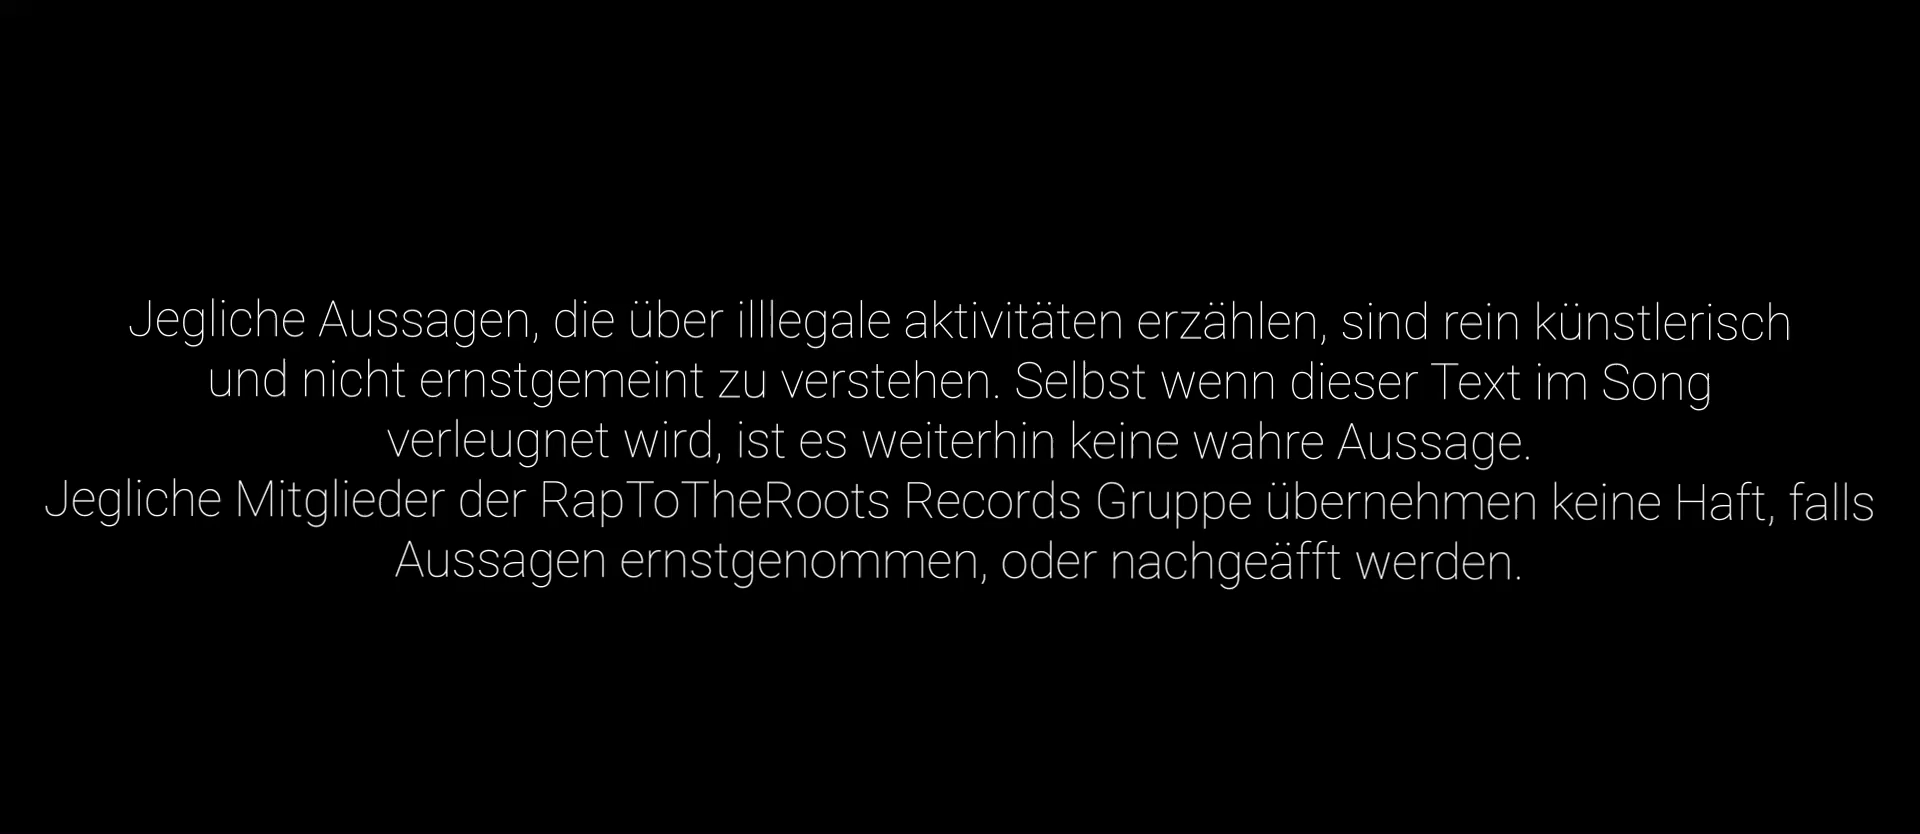 Jegliche Aussagen, die über illlegale aktivitäten erzählen, sind rein künstlerisch
und nicht ernstgemeint zu verstehen. Selbst wenn dieser Text im Song
verleugnet wird, ist es weiterhin keine wahre Aussage.
Jegliche Mitglieder der RapToTheRoots Records Gruppe übernehmen keine Haft, falls
Aussagen ernstgenommen, oder nachgeäfft werden.